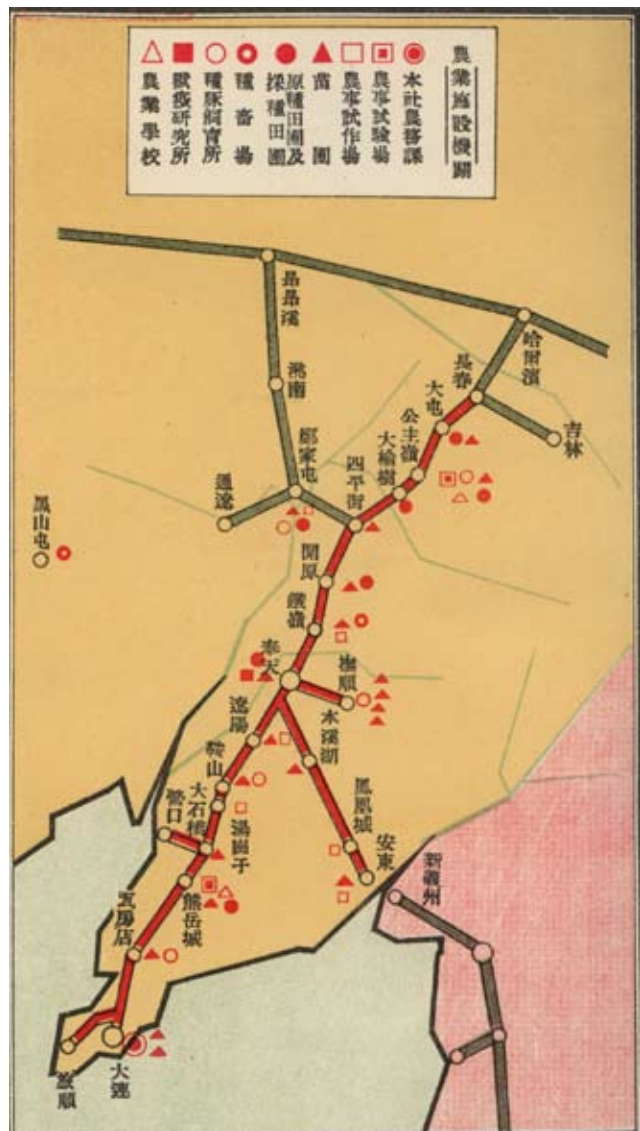 農業施設機關
本社農務課
農事試驗場
農事試作場
苗圃
原種田圃及
採種田圃
種畜場
種豚飼育所
獸疫研究所
農業學校
昂昂溪
哈爾濱
洮南
長春
吉林
大屯
公主嶺
大楡樹
鄭家屯
四平街
通遼
黑山屯
開原
鐵嶺
奉天
撫順
遼陽
本溪湖
鞍山
大石橋
營口
湯崗子
鳳凰城
安東
新義州
熊岳城
瓦房店
大連
旅順